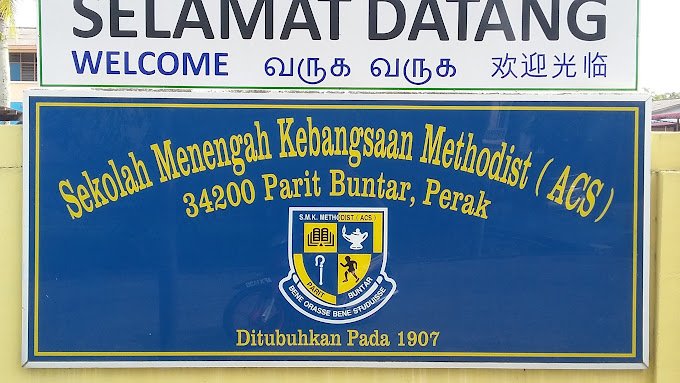 SELAMAT DATANG
WELCOME வருக வருக 欢迎光临
Sekolah Menengah Kebangsaan Methodist ( ACS )
34200 Parit Buntar, Perak
S.M.K. METHODIST (ACS)
PARIT BUNTAR
BENE ORASSE BENE STUDUISSE
Ditubuhkan Pada 1907